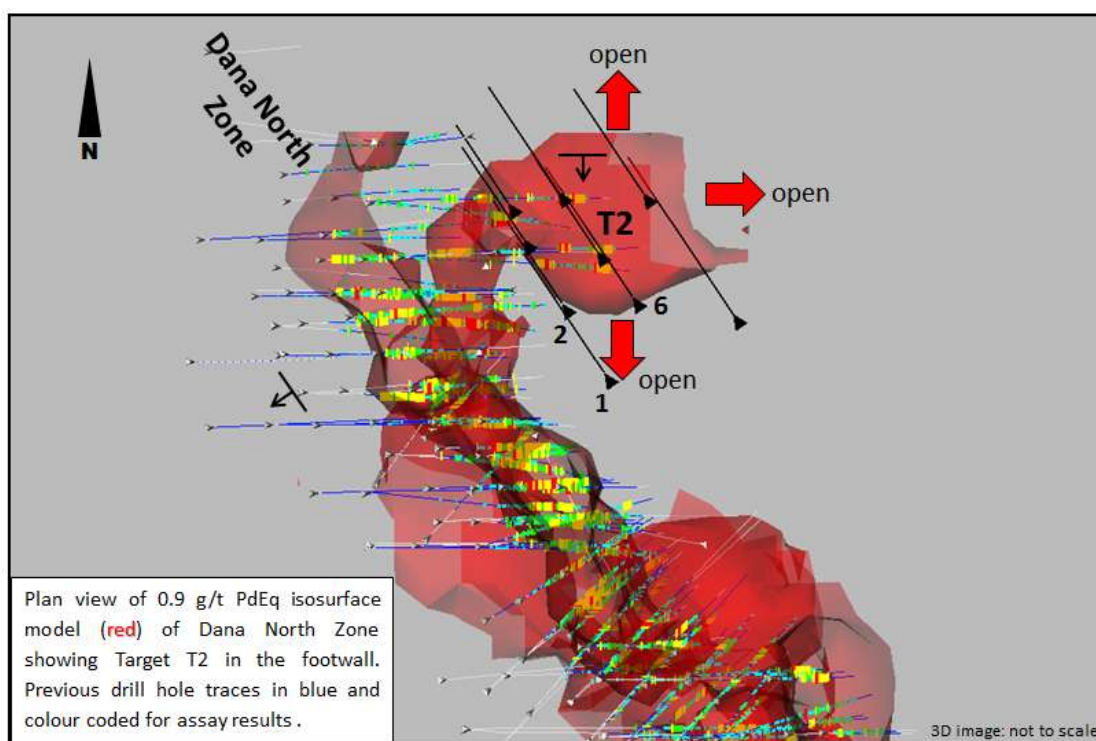 Dana North
Zone
N
open
open
T2
6
2
open
1
Plan view of 0.9 g/t PdEq isosurface
model (red) of Dana North Zone
showing Target T2 in the footwall.
Previous drill hole traces in blue and
colour coded for assay results .
3D image: not to scale